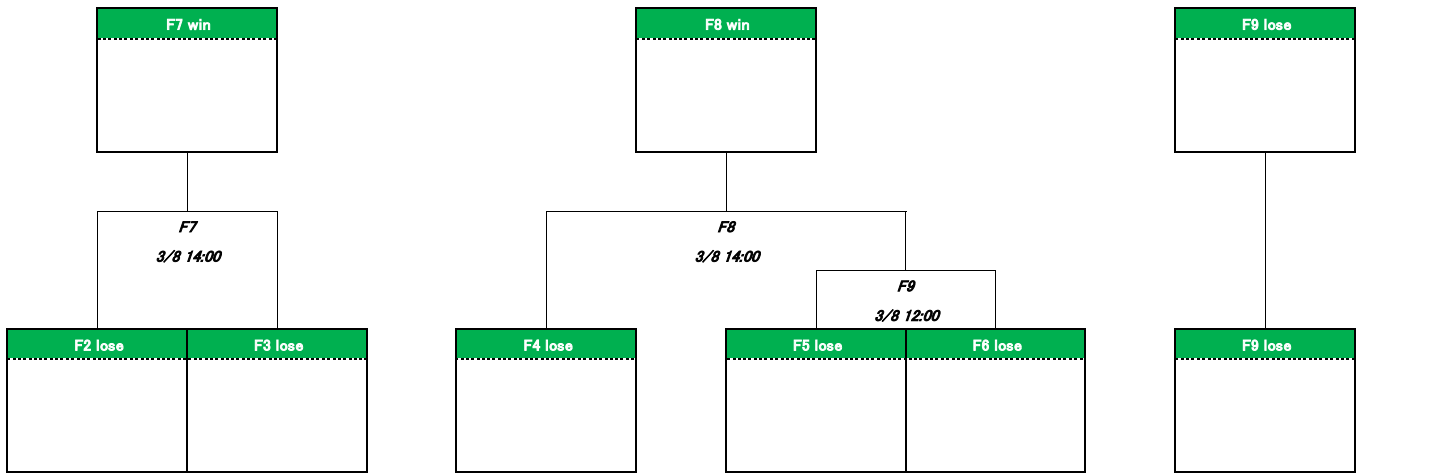 F7 win
F8 win
F9 lose
F7
3/8 14:00
F8
3/8 14:00
F9
3/8 12:00
F2 lose
F3 lose
F4 lose
F5 lose
F6 lose
F9 lose